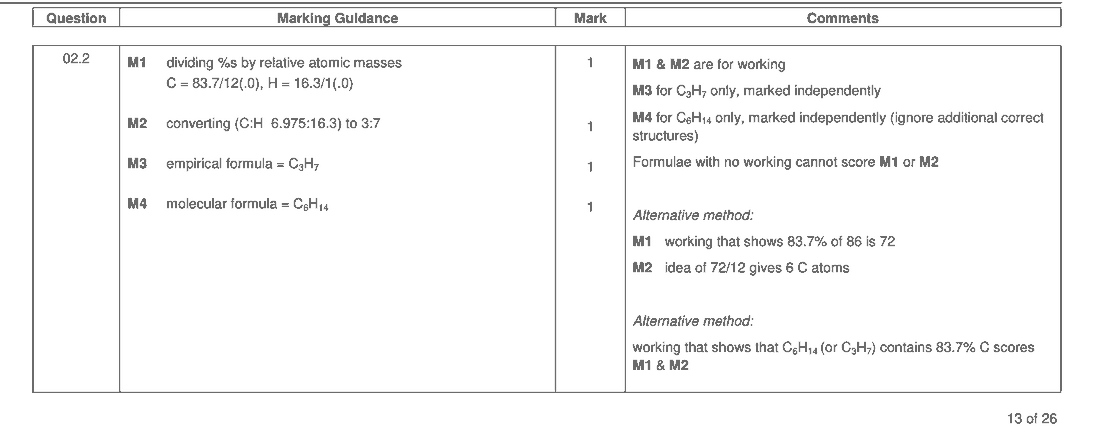 Question Marking Guidance Mark Comments
02.2
M1 dividing %s by relative atomic masses
C = 83.7/12(.0), H = 16.3/1(.0)
1
M2 converting (C:H 6.975:16.3) to 3:7
1
M3 empirical formula = C₃H₇
1
M4 molecular formula = C₆H₁₄
1
M1 & M2 are for working
M3 for C₃H₇ only, marked independently
M4 for C₆H₁₄ only, marked independently (ignore additional correct
structures)
Formulae with no working cannot score M1 or M2
Alternative method:
M1 working that shows 83.7% of 86 is 72
M2 idea of 72/12 gives 6 C atoms
Alternative method:
working that shows that C₆H₁₄ (or C₃H₇) contains 83.7% C scores
M1 & M2
13 of 26